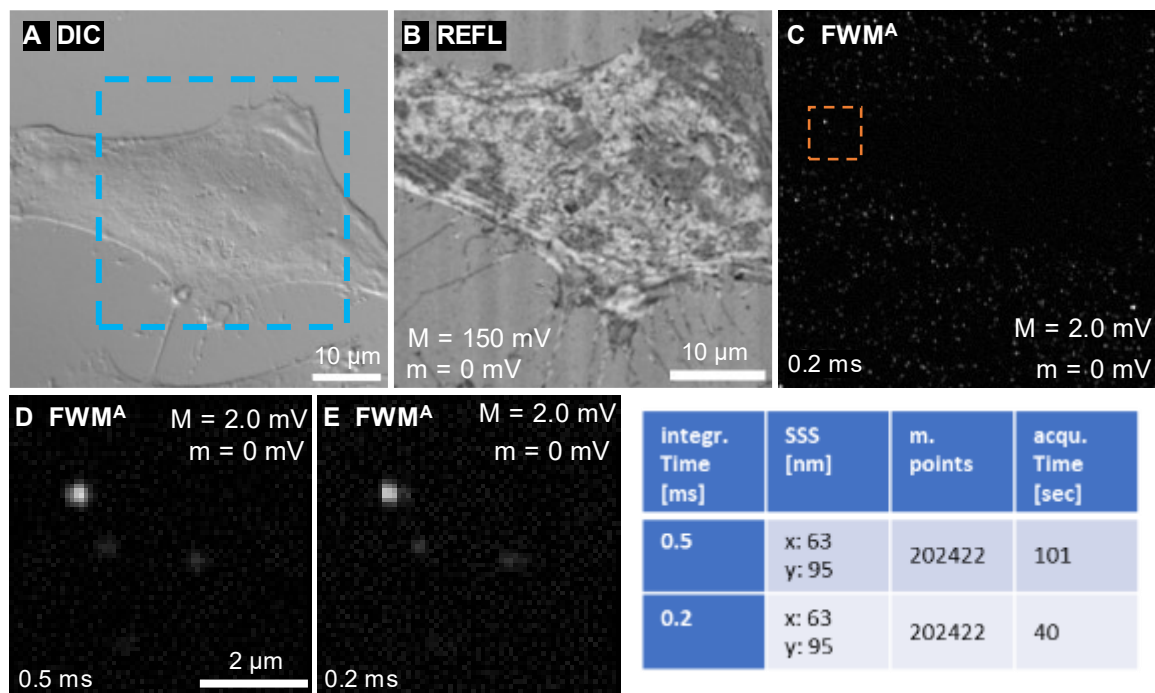 A DIC
10 µm
B REFL
M = 150 mV
m = 0 mV
10 µm
C FWMᴬ
0.2 ms
M = 2.0 mV
m = 0 mV
D FWMᴬ
M = 2.0 mV
m = 0 mV
0.5 ms
2 µm
E FWMᴬ
M = 2.0 mV
m = 0 mV
0.2 ms
integr. Time [ms]
SSS [nm]
m. points
acqu. Time [sec]
0.5
x: 63
y: 95
202422
101
0.2
x: 63
y: 95
202422
40